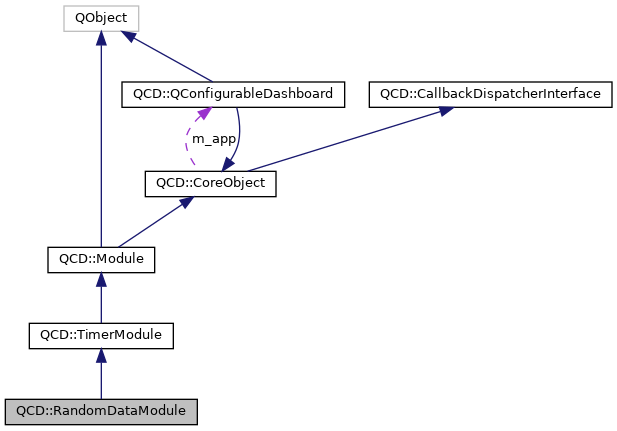 QObject
QCD::QConfigurableDashboard
QCD::CallbackDispatcherInterface
m_app
QCD::CoreObject
QCD::Module
QCD::TimerModule
QCD::RandomDataModule